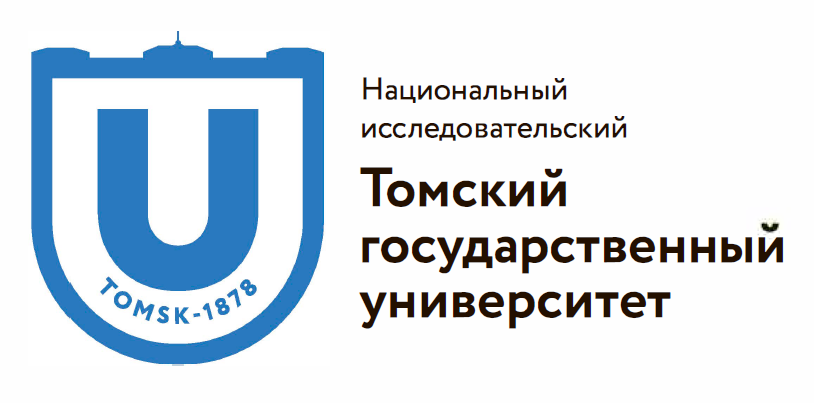 U
TOMSK-1878
Национальный
исследовательский
Томский
государственный
университет